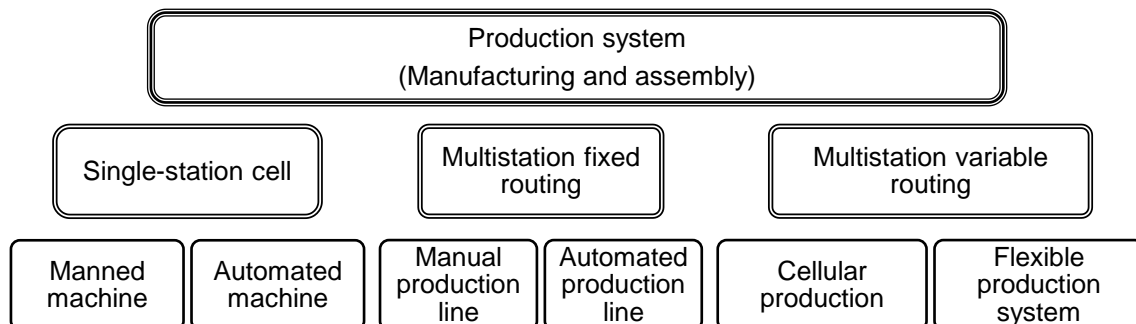 Production system
(Manufacturing and assembly)
Single-station cell
Multistation fixed
routing
Multistation variable
routing
Manned
machine
Automated
machine
Manual
production
line
Automated
production
line
Cellular
production
Flexible
production
system